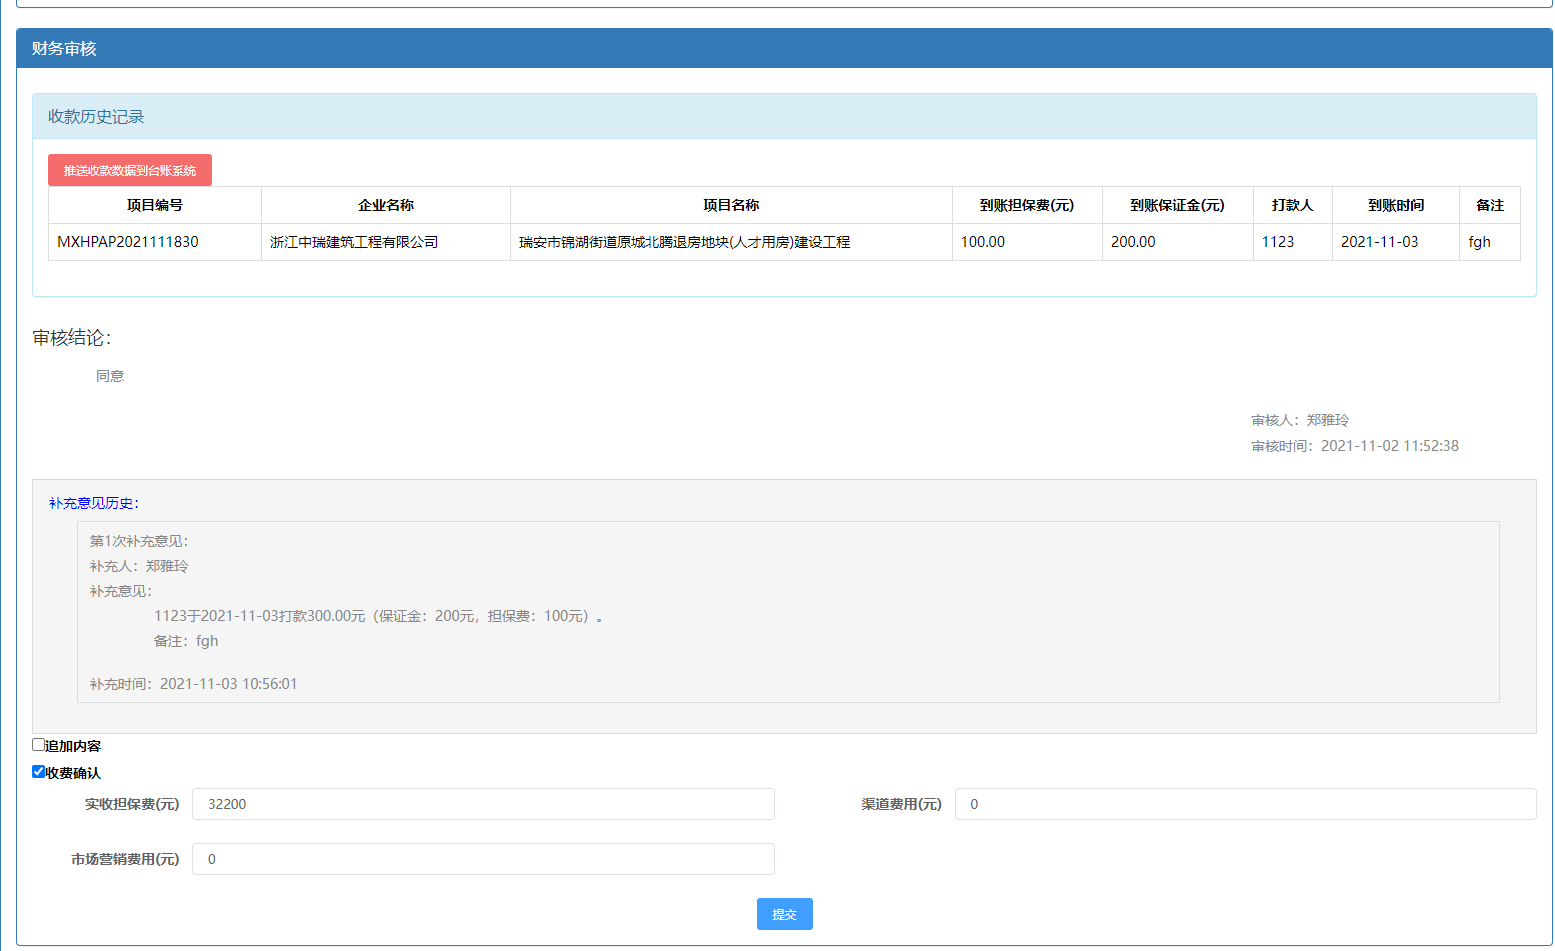 财务审核
收款历史记录
推送收款数据到台账系统
项目编号 企业名称 项目名称 到账担保费(元) 到账保证金(元) 打款人 到账时间 备注
MXHPAP2021111830 浙江中瑞建筑工程有限公司 瑞安市锦湖街道原城北腾退房地块(人才用房)建设工程 100.00 200.00 1123 2021-11-03 fgh
审核结论：
同意
审核人：郑雅玲
审核时间：2021-11-02 11:52:38
补充意见历史：
第1次补充意见：
补充人：郑雅玲
补充意见：
1123于2021-11-03打款300.00元（保证金：200元，担保费：100元）。
备注：fgh
补充时间：2021-11-03 10:56:01
追加内容
收费确认
实收担保费(元) 32200 渠道费用(元) 0
市场营销费用(元) 0
提交